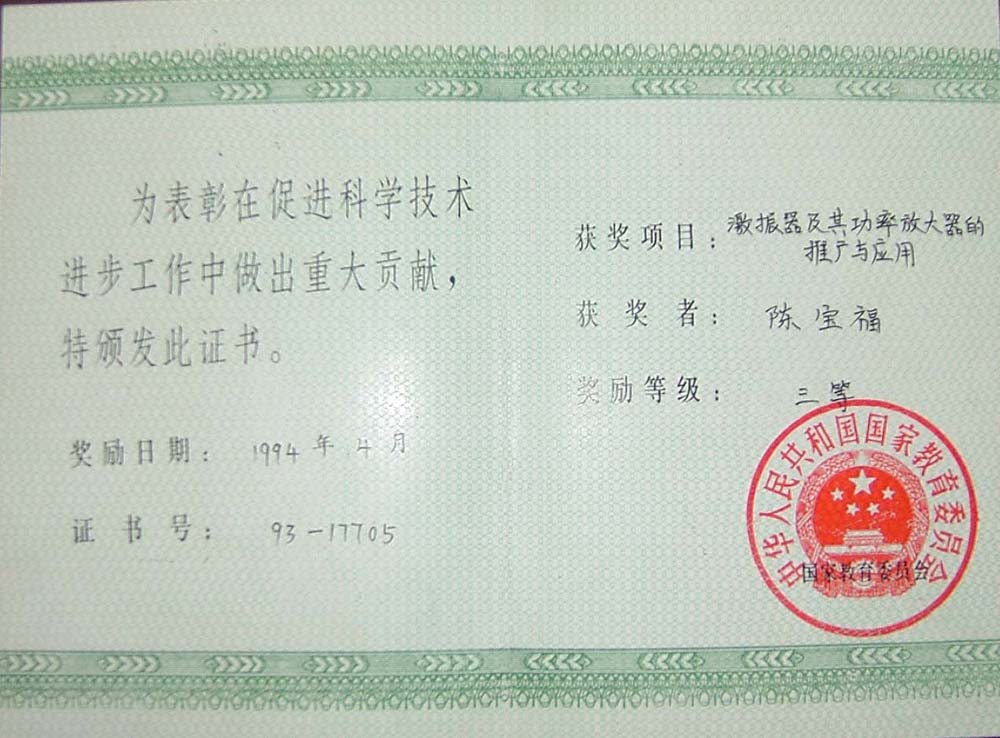 为表彰在促进科学技术
进步工作中做出重大贡献，
特颁发此证书。
奖励日期：1994年4月
证书号：93-17705
获奖项目：激振器及其功率放大器的
推广与应用
获奖者：陈宝福
奖励等级：三等
中华人民共和国国家教育委员会
国家教育委员会